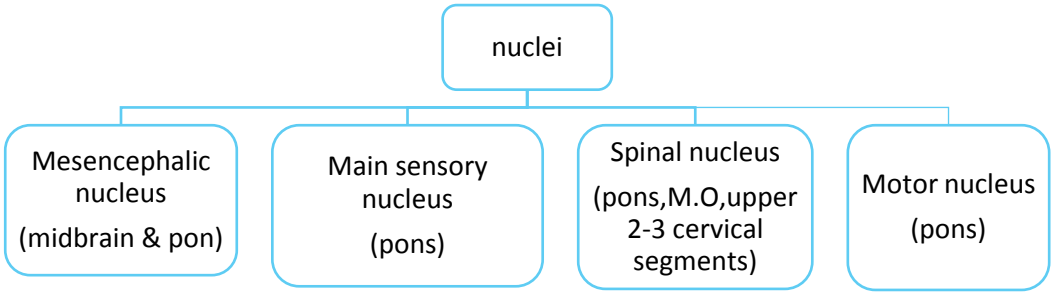 nuclei
Mesencephalic
nucleus
(midbrain & pon)
Main sensory
nucleus
(pons)
Spinal nucleus
(pons,M.O,upper
2-3 cervical
segments)
Motor nucleus
(pons)